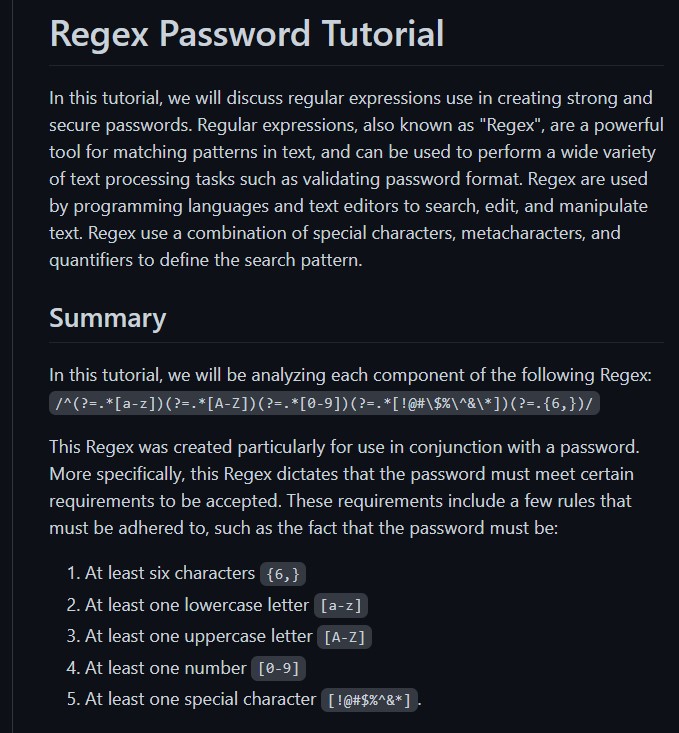 Regex Password Tutorial
In this tutorial, we will discuss regular expressions use in creating strong and
secure passwords. Regular expressions, also known as "Regex", are a powerful
tool for matching patterns in text, and can be used to perform a wide variety
of text processing tasks such as validating password format. Regex are used
by programming languages and text editors to search, edit, and manipulate
text. Regex use a combination of special characters, metacharacters, and
quantifiers to define the search pattern.
Summary
In this tutorial, we will be analyzing each component of the following Regex:
/^(?=.*[a-z])(?=.*[A-Z])(?=.*[0-9])(?=.*[!@#\$%\^&\*])(?=.{6,})/
This Regex was created particularly for use in conjunction with a password.
More specifically, this Regex dictates that the password must meet certain
requirements to be accepted. These requirements include a few rules that
must be adhered to, such as the fact that the password must be:
1. At least six characters {6,}
2. At least one lowercase letter [a-z]
3. At least one uppercase letter [A-Z]
4. At least one number [0-9]
5. At least one special character [!@#$%^&*].